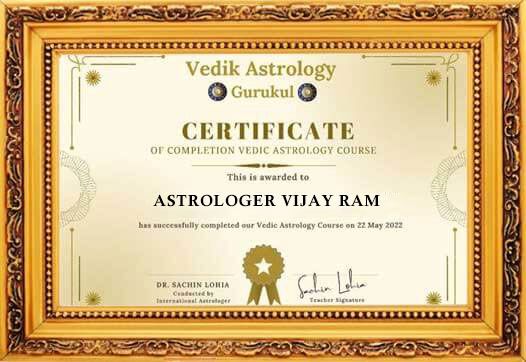 Vedik Astrology
Gurukul
CERTIFICATE
OF COMPLETION VEDIC ASTROLOGY COURSE
This is awarded to
ASTROLOGER VIJAY RAM
has successfully completed our Vedic Astrology Course on 22 May 2022
DR. SACHIN LOHIA
Conducted by
International Astrologer
Sachin Lohia
Teacher Signature